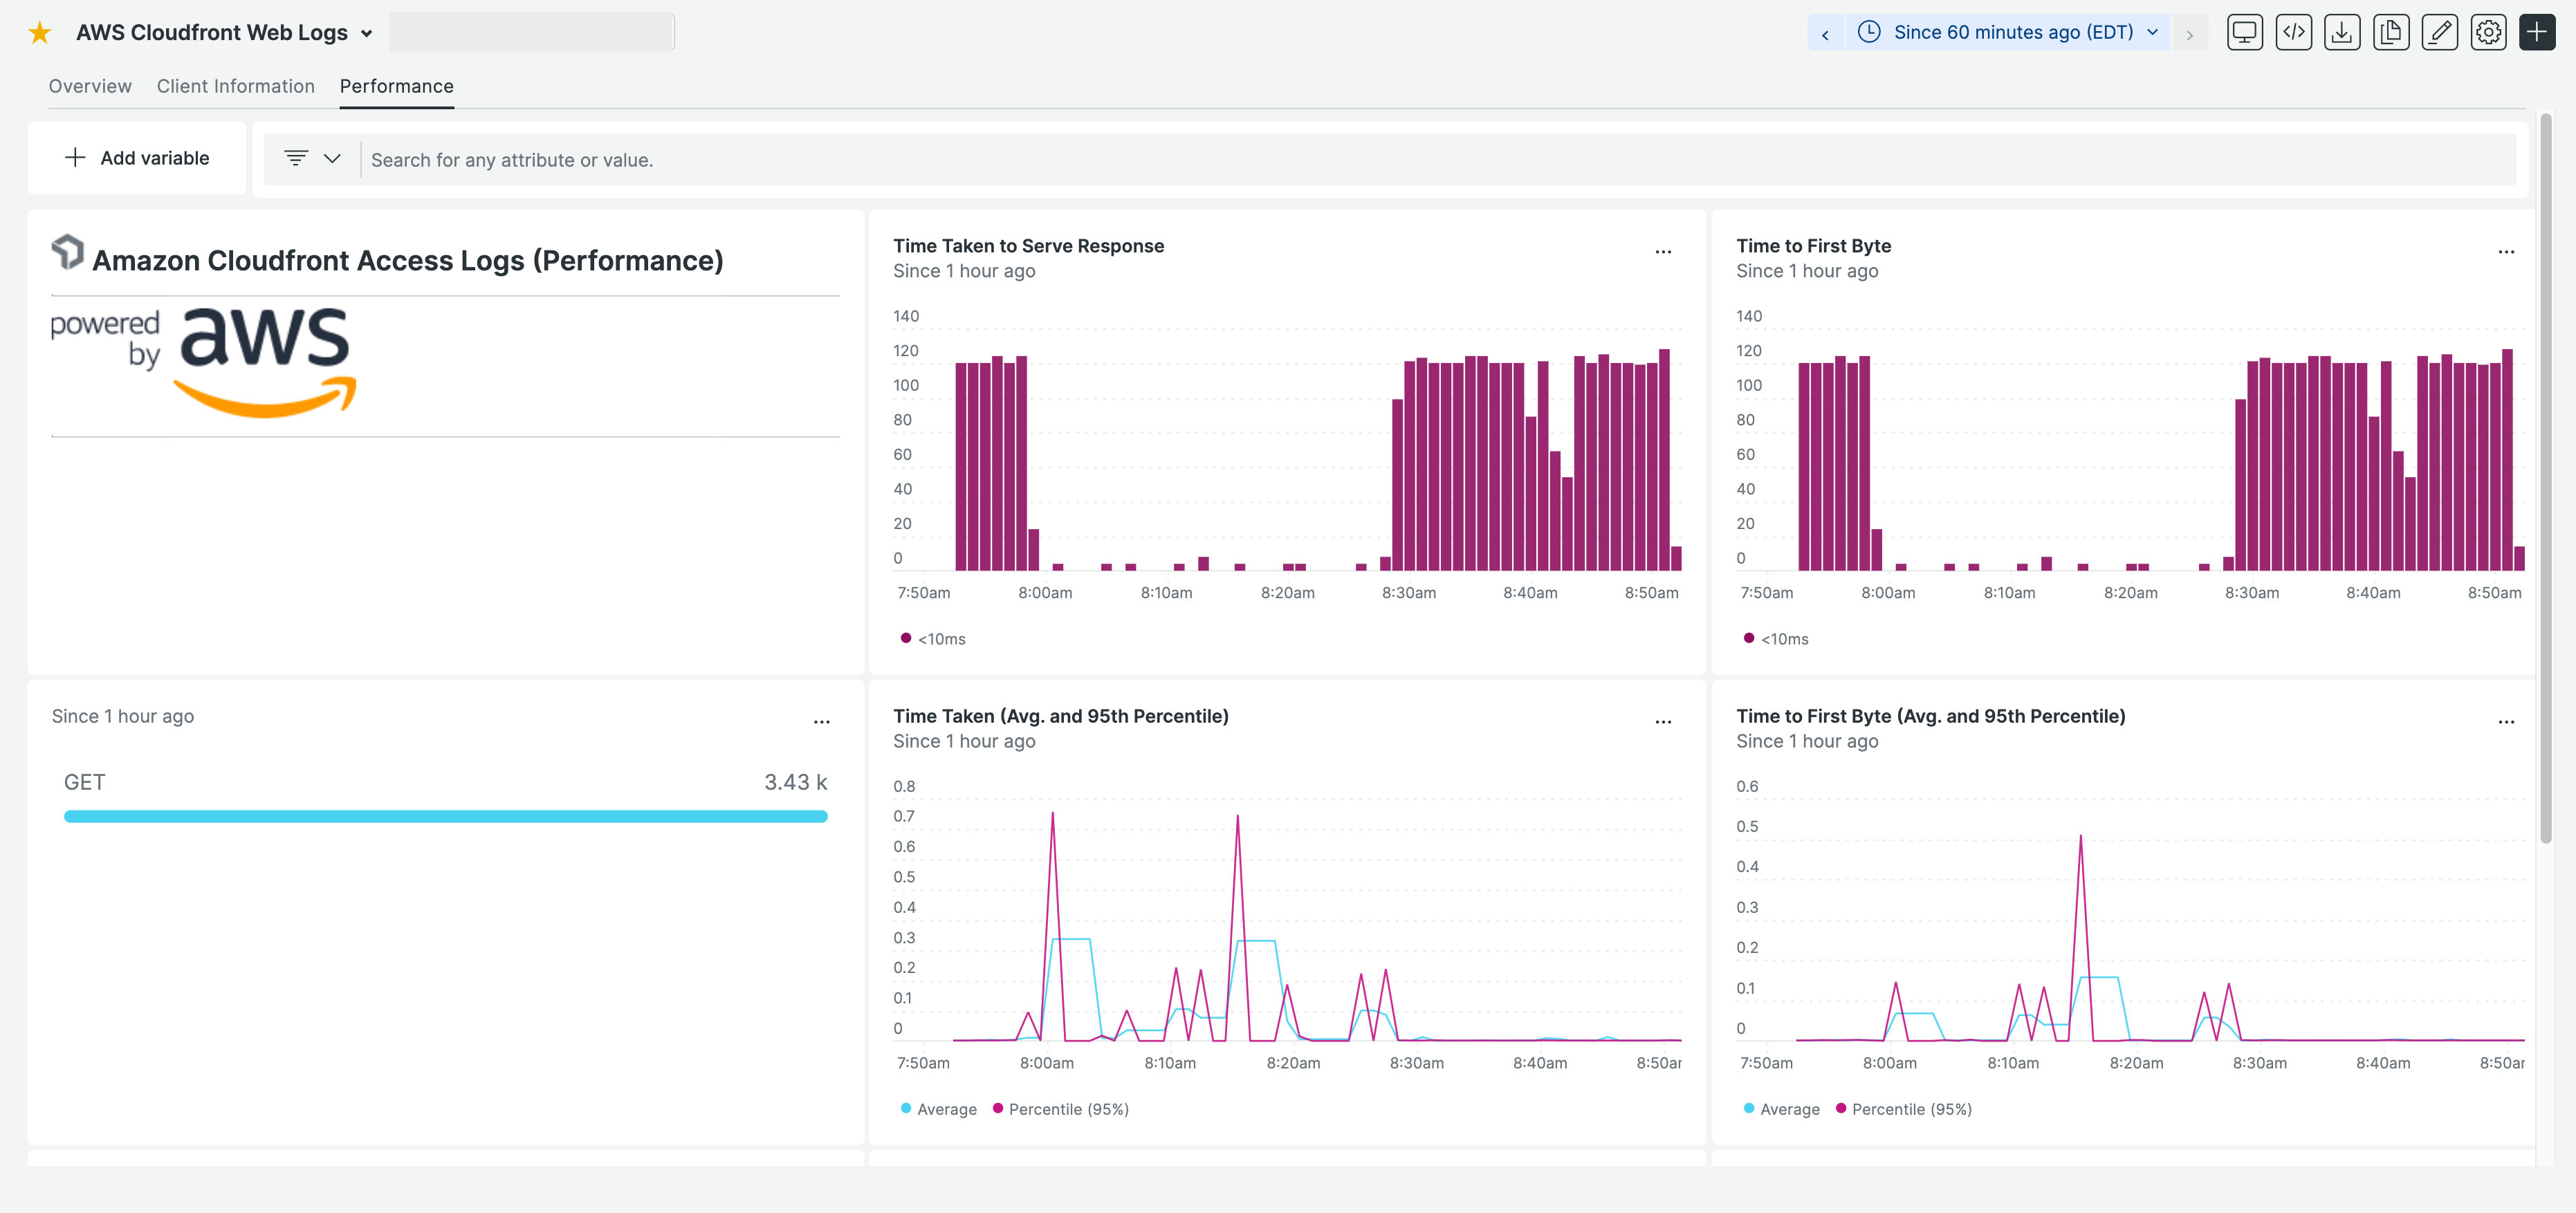 AWS Cloudfront Web Logs
Since 60 minutes ago (EDT)
Overview Client Information Performance
Add variable
Search for any attribute or value.
Amazon Cloudfront Access Logs (Performance)
powered
by
aws
Time Taken to Serve Response
Since 1 hour ago
140
120
100
80
60
40
20
0
7:50am 8:00am 8:10am 8:20am 8:30am 8:40am 8:50am
<10ms
Time to First Byte
Since 1 hour ago
140
120
100
80
60
40
20
0
7:50am 8:00am 8:10am 8:20am 8:30am 8:40am 8:50am
<10ms
Since 1 hour ago
GET 3.43 k
Time Taken (Avg. and 95th Percentile)
Since 1 hour ago
0.8
0.7
0.6
0.5
0.4
0.3
0.2
0.1
0
7:50am 8:00am 8:10am 8:20am 8:30am 8:40am 8:50ar
Average Percentile (95%)
Time to First Byte (Avg. and 95th Percentile)
Since 1 hour ago
0.6
0.5
0.4
0.3
0.2
0.1
0
7:50am 8:00am 8:10am 8:20am 8:30am 8:40am 8:50ar
Average Percentile (95%)